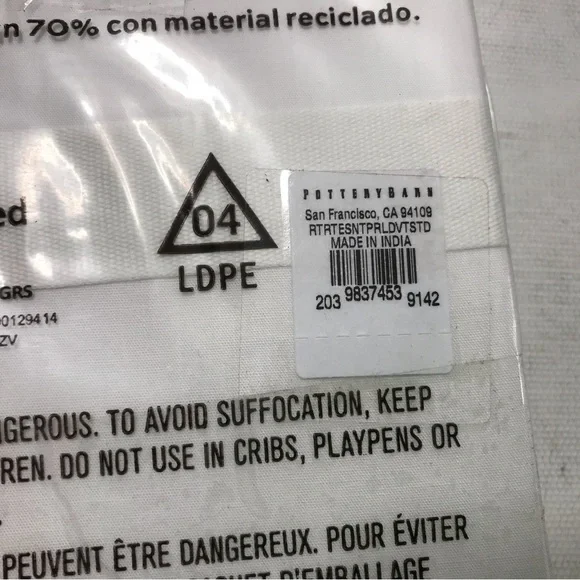 n 70% con material reciclado.
ed
04
LDPE
GRS
00129414
ZV
POTTERYBARN
San Francisco, CA 94109
RTRTESNTPRLDVTSTD
MADE IN INDIA
203 9837453 9142
NGEROUS. TO AVOID SUFFOCATION, KEEP
REN. DO NOT USE IN CRIBS, PLAYPENS OR
PEUVENT ÊTRE DANGEREUX. POUR ÉVITER
D'EMBALLAGE